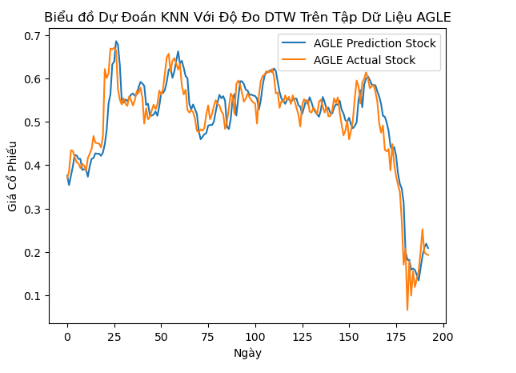 Biểu đồ Dự Đoán KNN Với Độ Đo DTW Trên Tập Dữ Liệu AGLE
AGLE Prediction Stock
AGLE Actual Stock
Giá Cổ Phiếu
0.7
0.6
0.5
0.4
0.3
0.2
0.1
0 25 50 75 100 125 150 175 200
Ngày